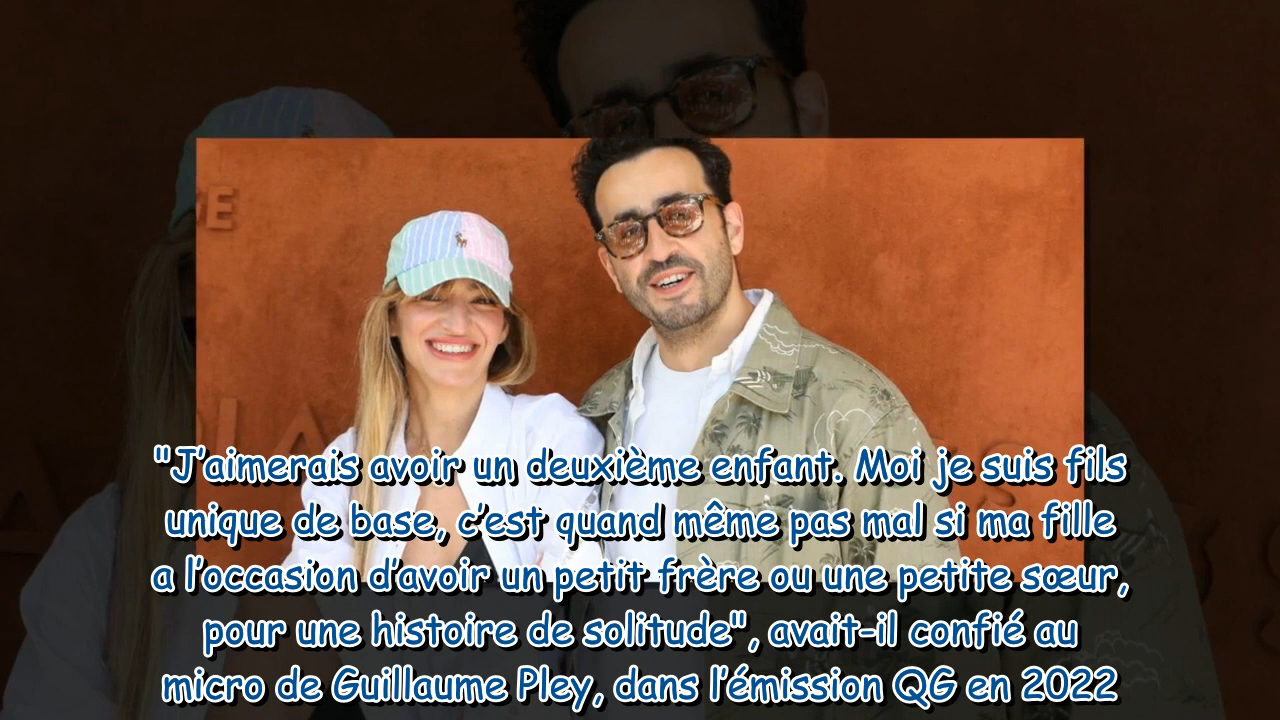 "J'aimerais avoir un deuxième enfant. Moi je suis fils
unique de base, c'est quand même pas mal si ma fille
a l'occasion d'avoir un petit frère ou une petite sœur,
pour une histoire de solitude", avait-il confié au
micro de Guillaume Pley, dans l'émission QG en 2022